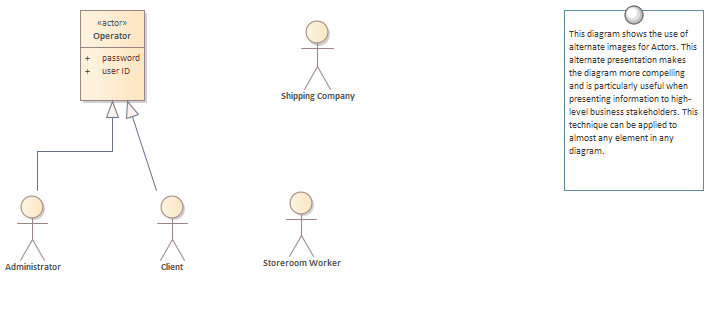 «actor»
Operator
+ password
+ user ID
Shipping Company
Administrator
Client
Storeroom Worker
This diagram shows the use of
alternate images for Actors. This
alternate presentation makes
the diagram more compelling
and is particularly useful when
presenting information to high-
level business stakeholders. This
technique can be applied to
almost any element in any
diagram.